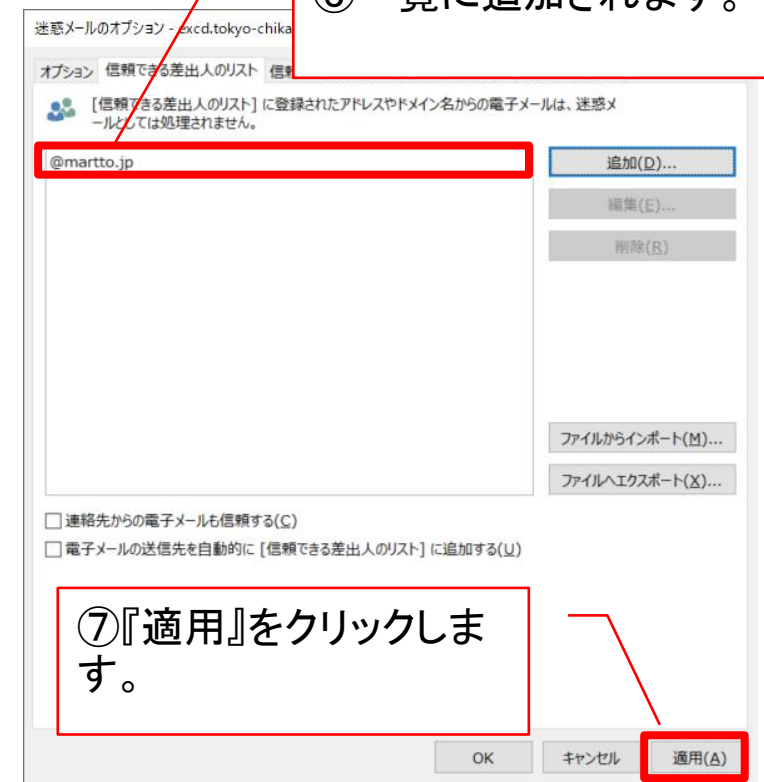 覧に追加されます。
迷惑メールのオプション - excd.tokyo-chika
オプション 信頼できる差出人のリスト
[信頼できる差出人のリスト] に登録されたアドレスやドメイン名からの電子メールは、迷惑メ
ールとしては処理されません。
@martto.jp
追加(D)...
編集(E)...
削除(R)
ファイルからインポート(M)...
ファイルへエクスポート(X)...
連絡先からの電子メールも信頼する(C)
電子メールの送信先を自動的に [信頼できる差出人のリスト] に追加する(U)
⑦『適用』をクリックしま
す。
OK キャンセル 適用(A)